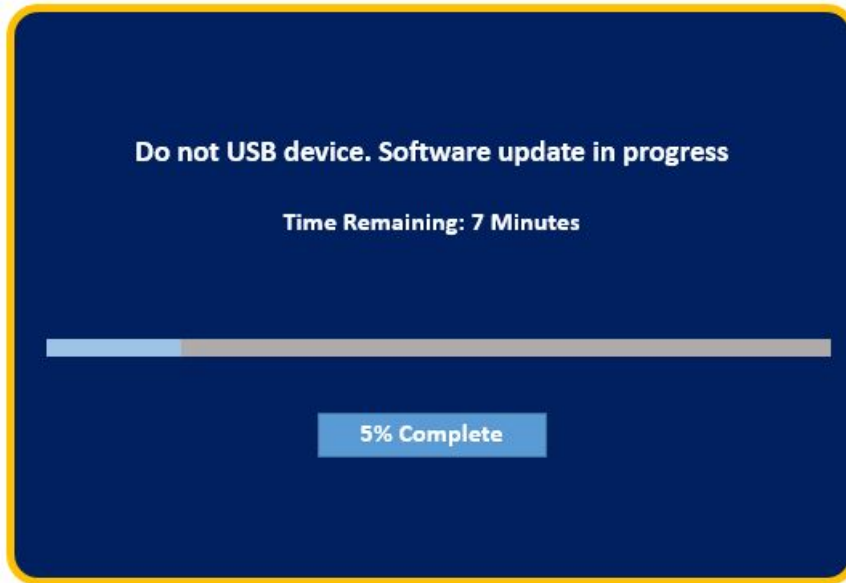 Do not USB device. Software update in progress
Time Remaining: 7 Minutes
5% Complete